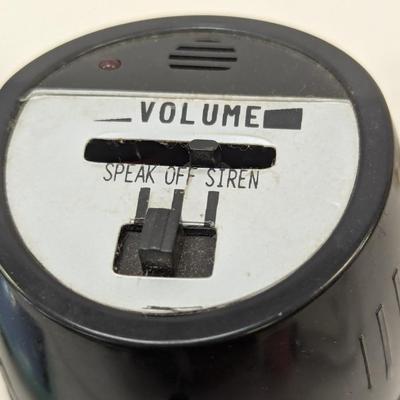 VOLUME
SPEAK OFF SIREN